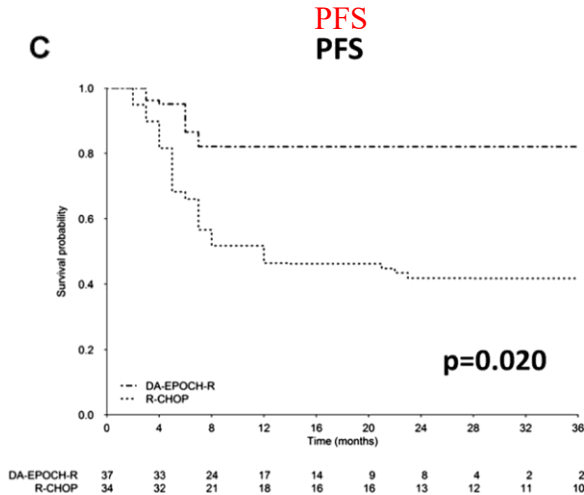 PFS
C PFS
1.0
0.8
0.6
0.4
0.2
0.0
Survival probability
p=0.020
DA-EPOCH-R
R-CHOP
0 4 8 12 16 20 24 28 32 36
Time (months)
DA-EPOCH-R 37 33 24 17 14 9 8 4 2 2
R-CHOP 34 32 21 18 16 16 13 12 11 10